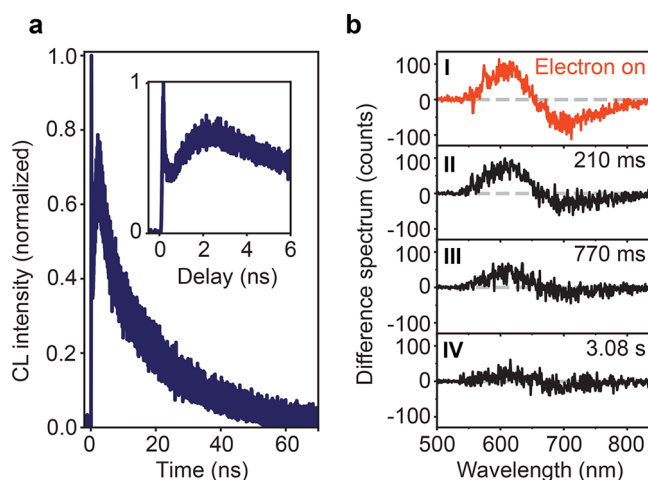 a
CL intensity (normalized)
1.0
0.8
0.6
0.4
0.2
0.0
0 20 40 60
Time (ns)
1
0
0 2 4 6
Delay (ns)
b
Difference spectrum (counts)
I Electron on
100
0
-100
II 210 ms
100
0
-100
III 770 ms
100
0
-100
IV 3.08 s
100
0
-100
500 600 700 800
Wavelength (nm)